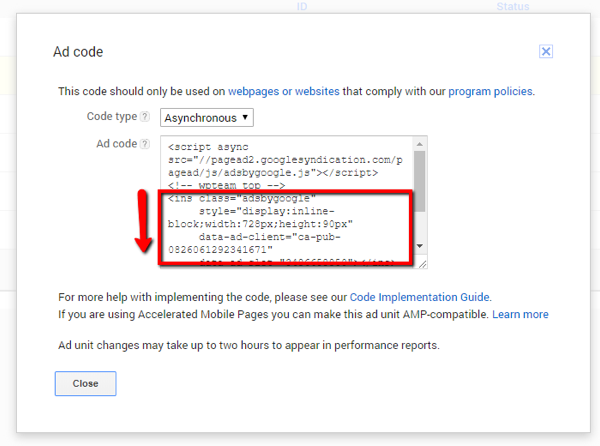 ID Status
Ad code
This code should only be used on webpages or websites that comply with our program policies.
Code type ? Asynchronous
Ad code ?
<script async
src="//pagead2.googlesyndication.com/p
agead/js/adsbygoogle.js"></script>
<!-- wpteam top -->
<ins class="adsbygoogle"
style="display:inline-
block;width:728px;height:90px"
data-ad-client="ca-pub-
0826061292341671"
For more help with implementing the code, please see our Code Implementation Guide.
If you are using Accelerated Mobile Pages you can make this ad unit AMP-compatible. Learn more
Ad unit changes may take up to two hours to appear in performance reports.
Close